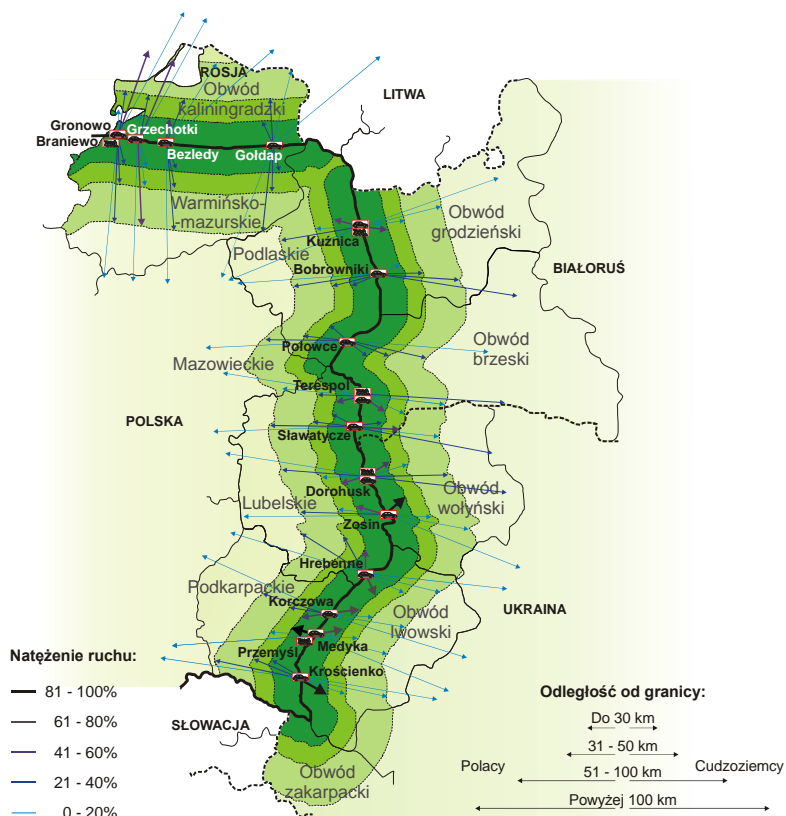 ROSJA
Obwód
kaliningradzki
LITWA
Gronowo
Grzechotki
Braniewo
Bezledy
Gołdap
Warmińsko-
-mazurskie
Obwód
grodzieński
Kuźnica
Podlaskie
Bobrowniki
BIAŁORUŚ
Połowce
Obwód
brzeski
Mazowieckie
Terespol
POLSKA
Sławatycze
Dorohusk
Obwód
wołyński
Lubelskie
Zosin
Hrebenne
Podkarpackie
Korczowa
Obwód
lwowski
UKRAINA
Medyka
Przemyśl
Krościenko
SŁOWACJA
Obwód
zakarpacki
Natężenie ruchu:
81 - 100%
61 - 80%
41 - 60%
21 - 40%
0 - 20%
Odległość od granicy:
Do 30 km
31 - 50 km
Polacy
51 - 100 km
Cudzoziemcy
Powyżej 100 km